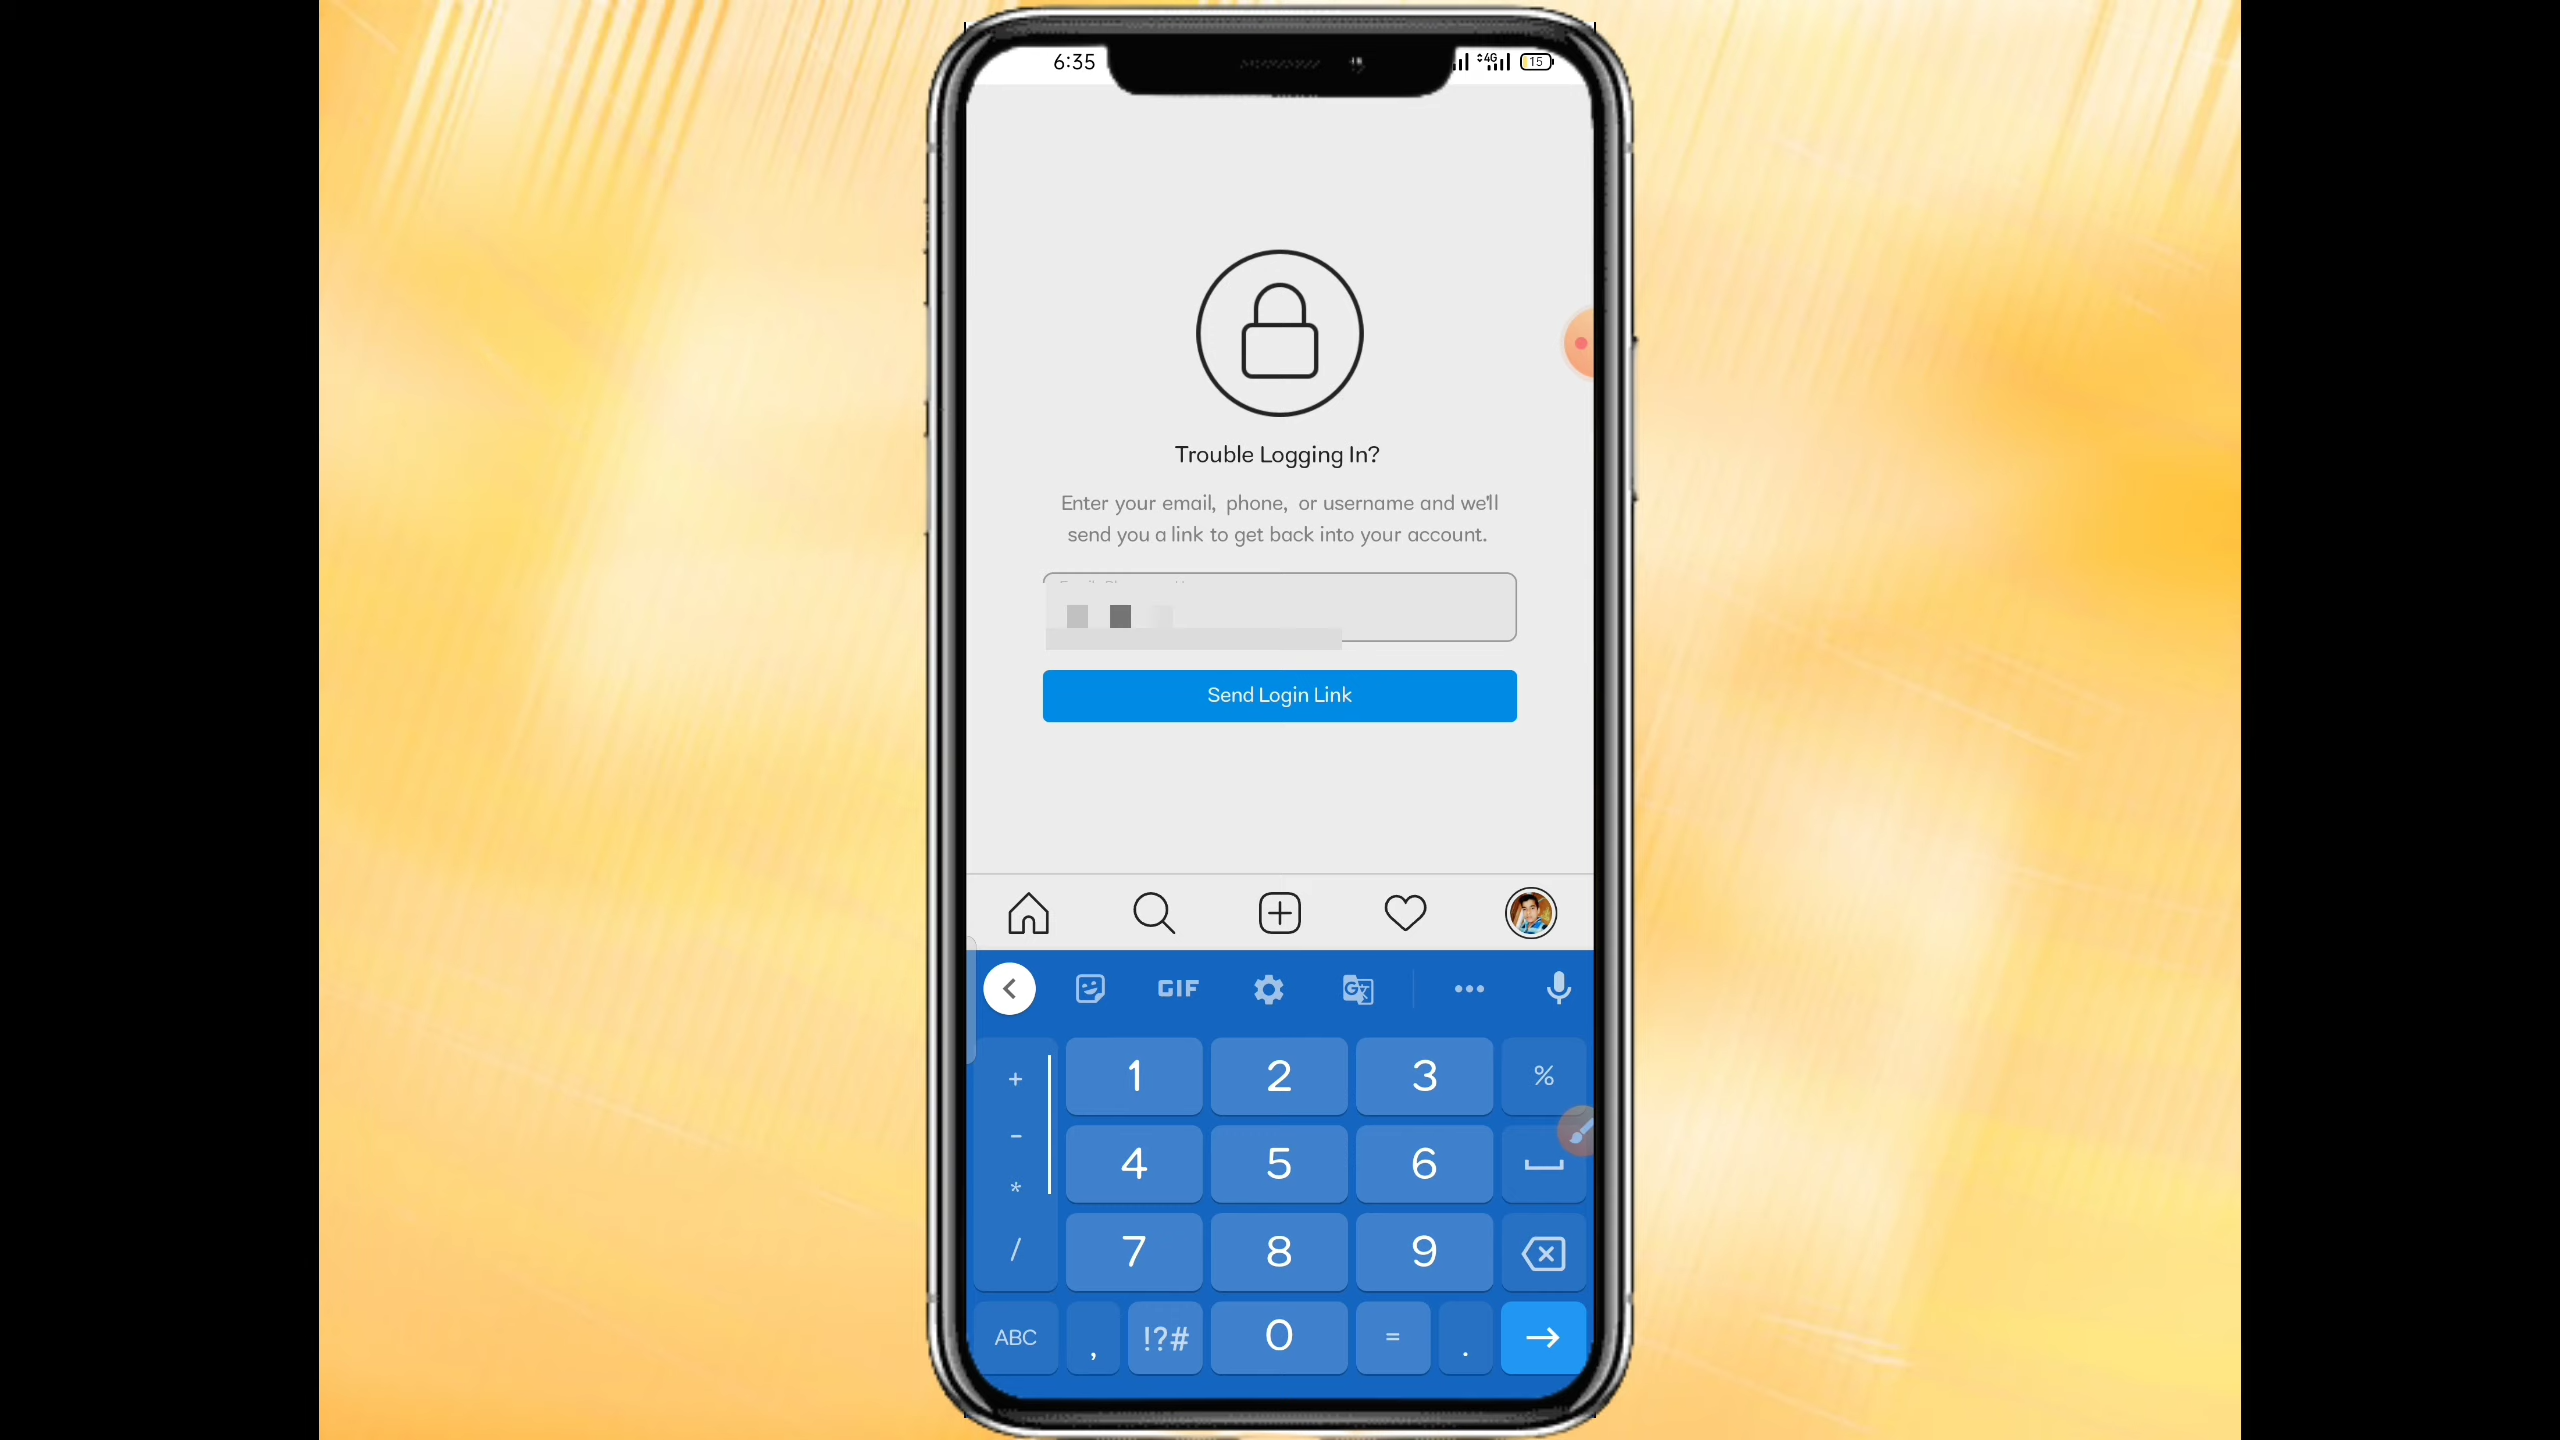 6:35
4G
15
Trouble Logging In?
Enter your email, phone, or username and we'll
send you a link to get back into your account.
Send Login Link
GIF
G
+
1
2
3
%
-
4
5
6
*
/
7
8
9
ABC
,
!?#
0
=
.